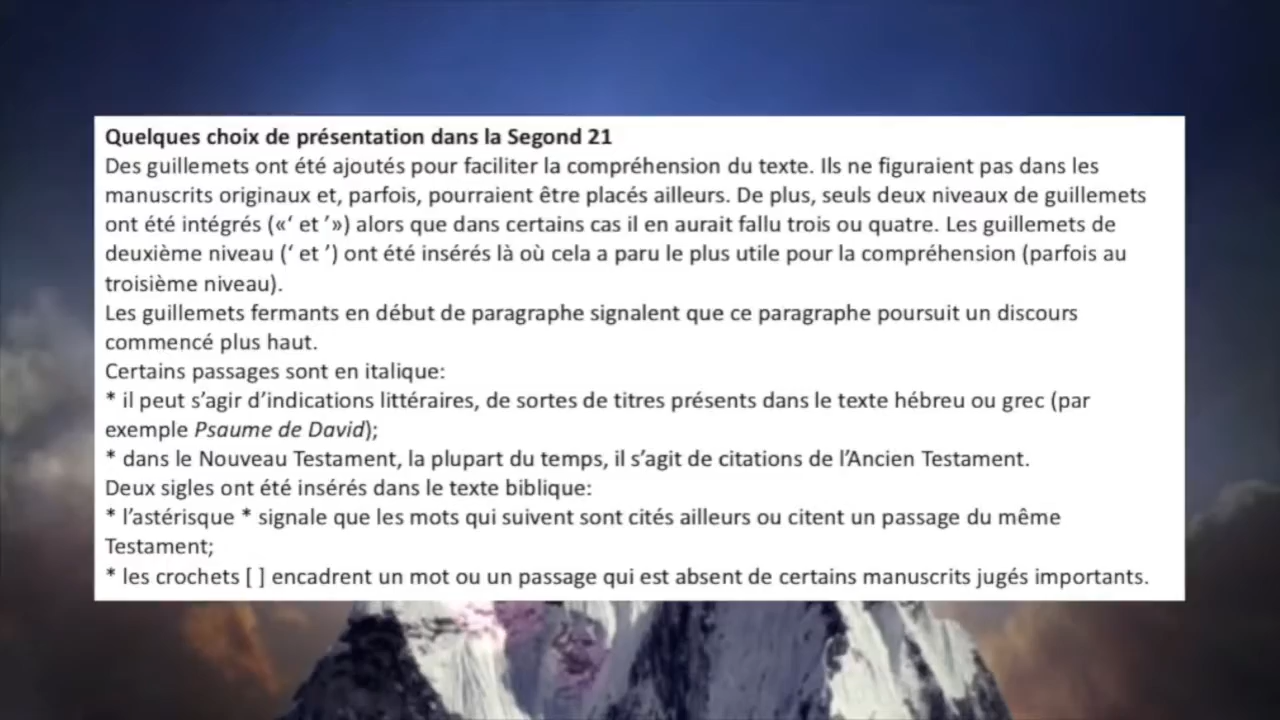 Quelques choix de présentation dans la Segond 21
Des guillemets ont été ajoutés pour faciliter la compréhension du texte. Ils ne figuraient pas dans les
manuscrits originaux et, parfois, pourraient être placés ailleurs. De plus, seuls deux niveaux de guillemets
ont été intégrés («‘ et ’») alors que dans certains cas il en aurait fallu trois ou quatre. Les guillemets de
deuxième niveau (‘ et ’) ont été insérés là où cela a paru le plus utile pour la compréhension (parfois au
troisième niveau).
Les guillemets fermants en début de paragraphe signalent que ce paragraphe poursuit un discours
commencé plus haut.
Certains passages sont en italique:
* il peut s’agir d’indications littéraires, de sortes de titres présents dans le texte hébreu ou grec (par
exemple Psaume de David);
* dans le Nouveau Testament, la plupart du temps, il s’agit de citations de l’Ancien Testament.
Deux sigles ont été insérés dans le texte biblique:
* l’astérisque * signale que les mots qui suivent sont cités ailleurs ou citent un passage du même
Testament;
* les crochets [ ] encadrent un mot ou un passage qui est absent de certains manuscrits jugés importants.